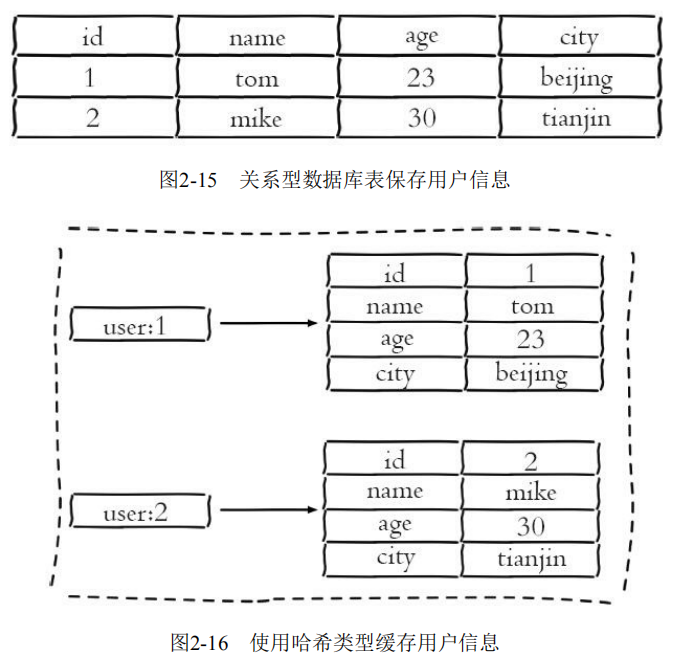 id name age city
1 tom 23 beijing
2 mike 30 tianjin
图2-15 关系型数据库表保存用户信息
user:1
id 1
name tom
age 23
city beijing
user:2
id 2
name mike
age 30
city tianjin
图2-16 使用哈希类型缓存用户信息